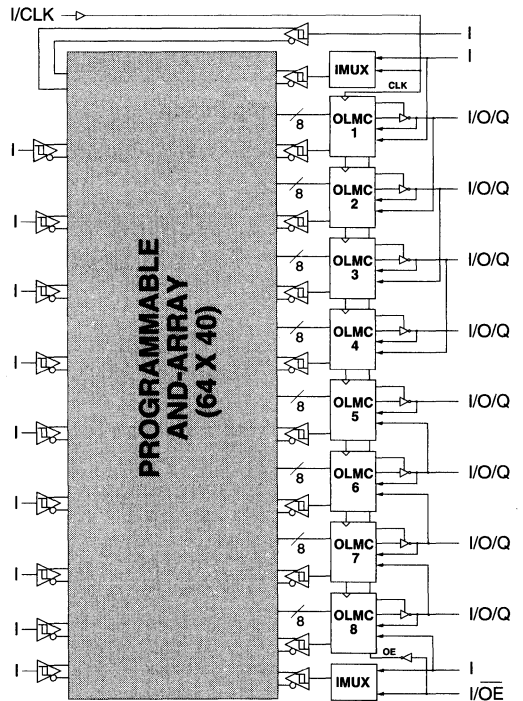 I/CLK
I
I
IMUX
CLK
OLMC
1
8
I/O/Q
I
OLMC
2
8
I/O/Q
I
OLMC
3
8
I/O/Q
I
OLMC
4
8
I/O/Q
I
PROGRAMMABLE
AND-ARRAY
(64 X 40)
OLMC
5
8
I/O/Q
I
OLMC
6
8
I/O/Q
I
OLMC
7
8
I/O/Q
I
OLMC
8
8
I/O/Q
I
OE
I
IMUX
I
I/O̅E̅